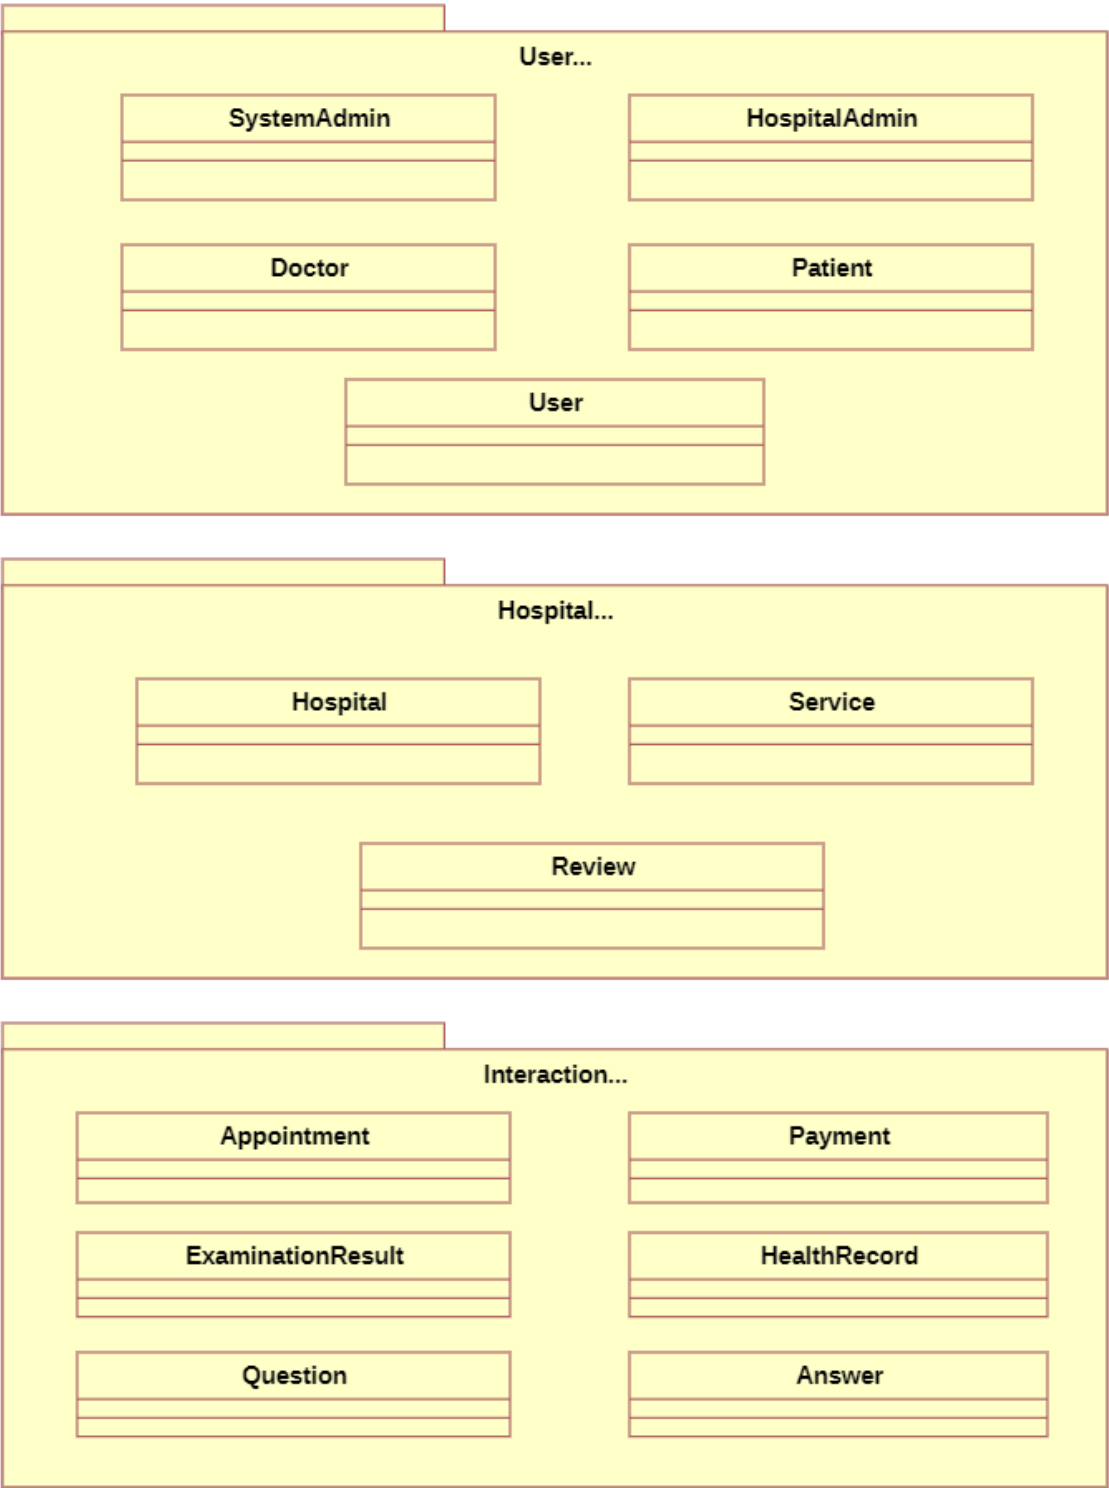 User...
SystemAdmin
HospitalAdmin
Doctor
Patient
User
Hospital...
Hospital
Service
Review
Interaction...
Appointment
Payment
ExaminationResult
HealthRecord
Question
Answer